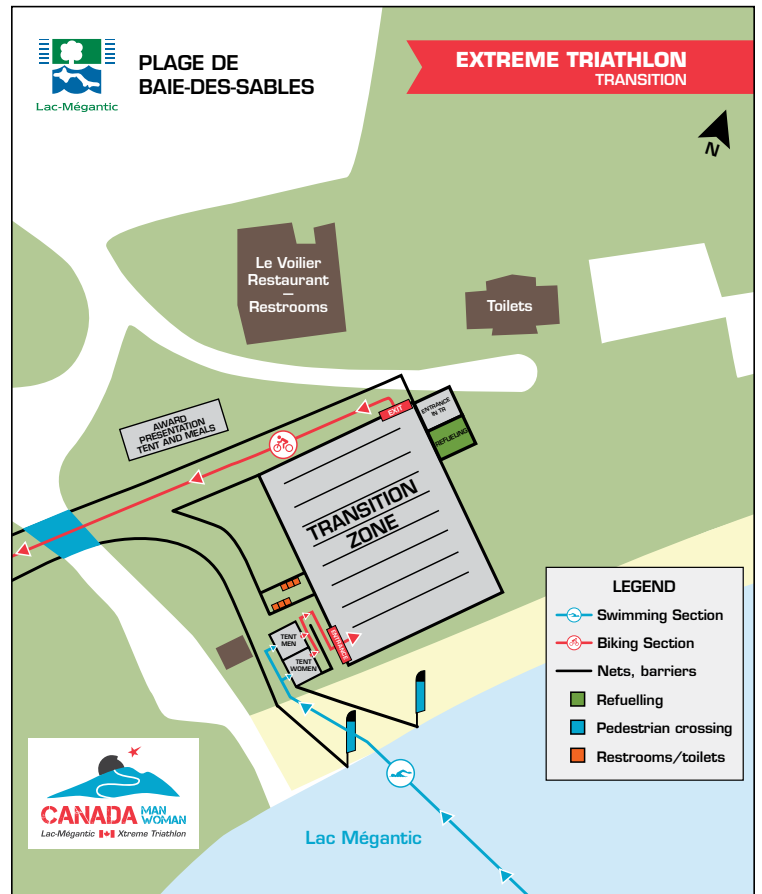 PLAGE DE
BAIE-DES-SABLES
Lac-Mégantic
EXTREME TRIATHLON
TRANSITION
N
Le Voilier
Restaurant
–
Restrooms
Toilets
AWARD
PRESENTATION
TENT AND MEALS
EXIT
ENTRANCE
IN TR
REFUELING
TRANSITION
ZONE
TENT
MEN
TENT
WOMEN
ENTRANCE
LEGEND
Swimming Section
Biking Section
Nets, barriers
Refuelling
Pedestrian crossing
Restrooms/toilets
CANADA MAN
WOMAN
Lac-Mégantic Xtreme Triathlon
Lac Mégantic